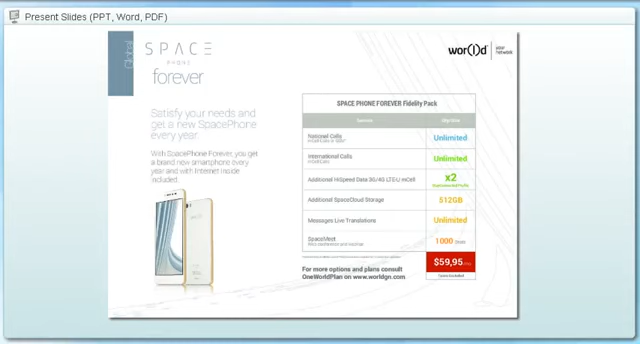 Present Slides (PPT, Word, PDF)
Global
SPACE
PHONE
forever
wor(l)d
Satisfy your needs and
get a new SpacePhone
every year
With SpacePhone Forever, you get
a brand new smartphone every
year and with Internet Inside
included.
SPACE PHONE FOREVER Fidelity Pack
National Calls
Unlimited
International Calls
Unlimited
Additional HiSpeed Data 3G/4G LTE-U mCell
x2
Additional SpaceCloud Storage
512GB
Messages Live Translations
Unlimited
SpaceMeet
1000
$59,95
For more options and plans consult
OneWorldPlan on www.worldgn.com